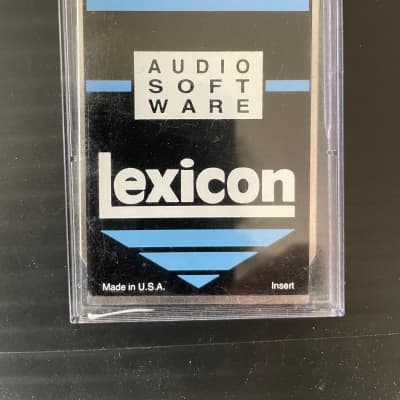 AUDIO
SOFT
WARE
Lexicon
Made in U.S.A.
Insert